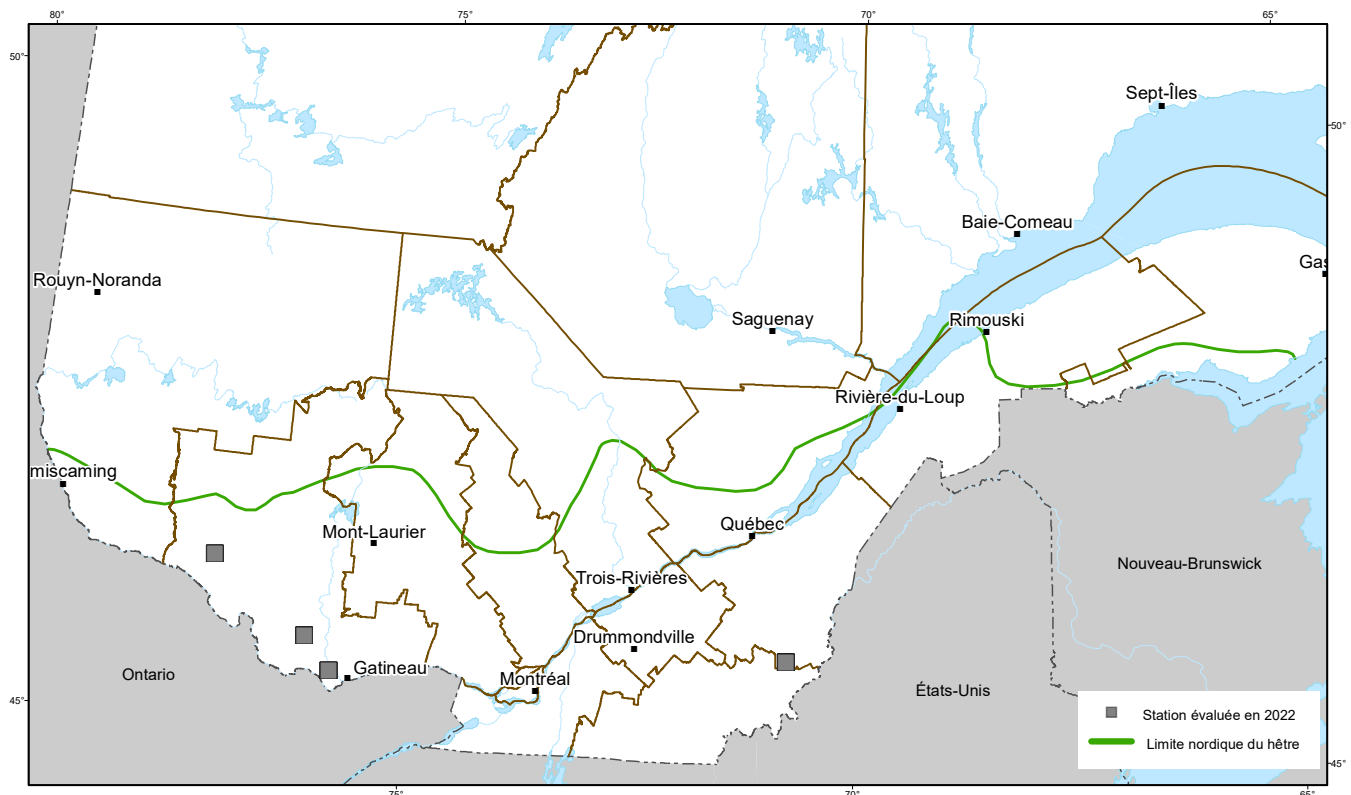 80°
75°
70°
65°
50°
50°
Sept-Îles
Baie-Comeau
Gas
Rouyn-Noranda
Saguenay
Rimouski
Rivière-du-Loup
miscaming
Québec
Mont-Laurier
Nouveau-Brunswick
Trois-Rivières
Drummondville
Ontario
Gatineau
Montréal
États-Unis
45°
Station évaluée en 2022
Limite nordique du hêtre
45°
75°
70°
65°